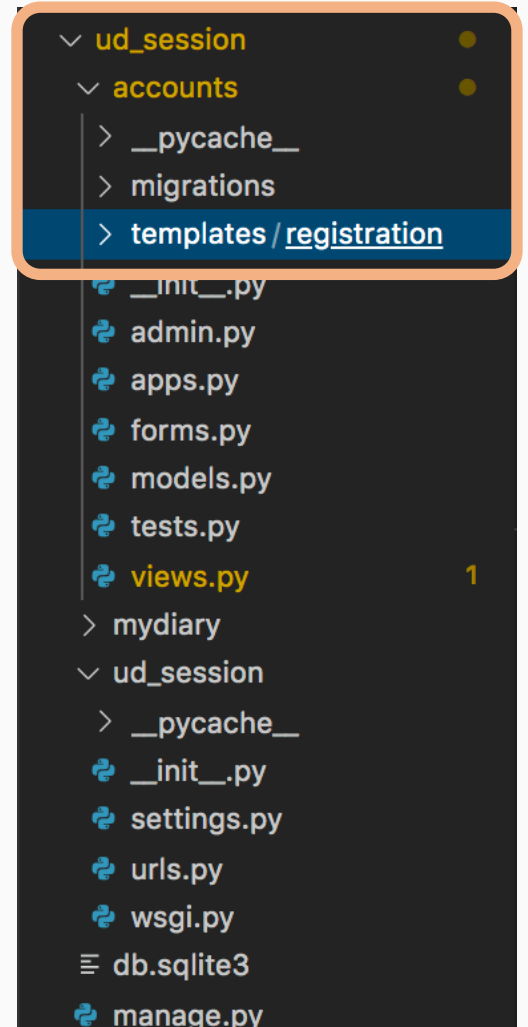 ud_session
accounts
__pycache__
migrations
templates / registration
__init__.py
admin.py
apps.py
forms.py
models.py
tests.py
views.py 1
mydiary
ud_session
__pycache__
__init__.py
settings.py
urls.py
wsgi.py
db.sqlite3
manage.py